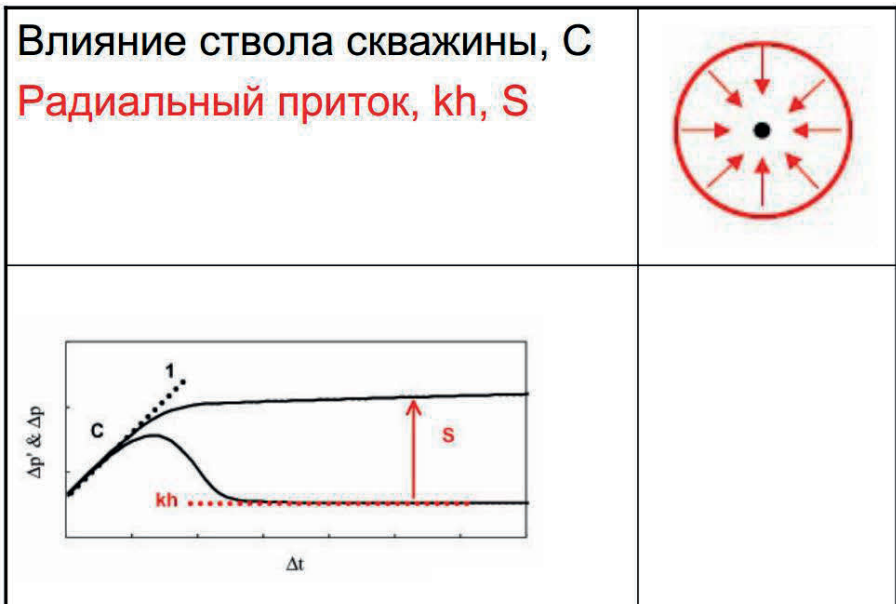 Влияние ствола скважины, C
Радиальный приток, kh, S
1
C
S
kh
Δp' & Δp
Δt